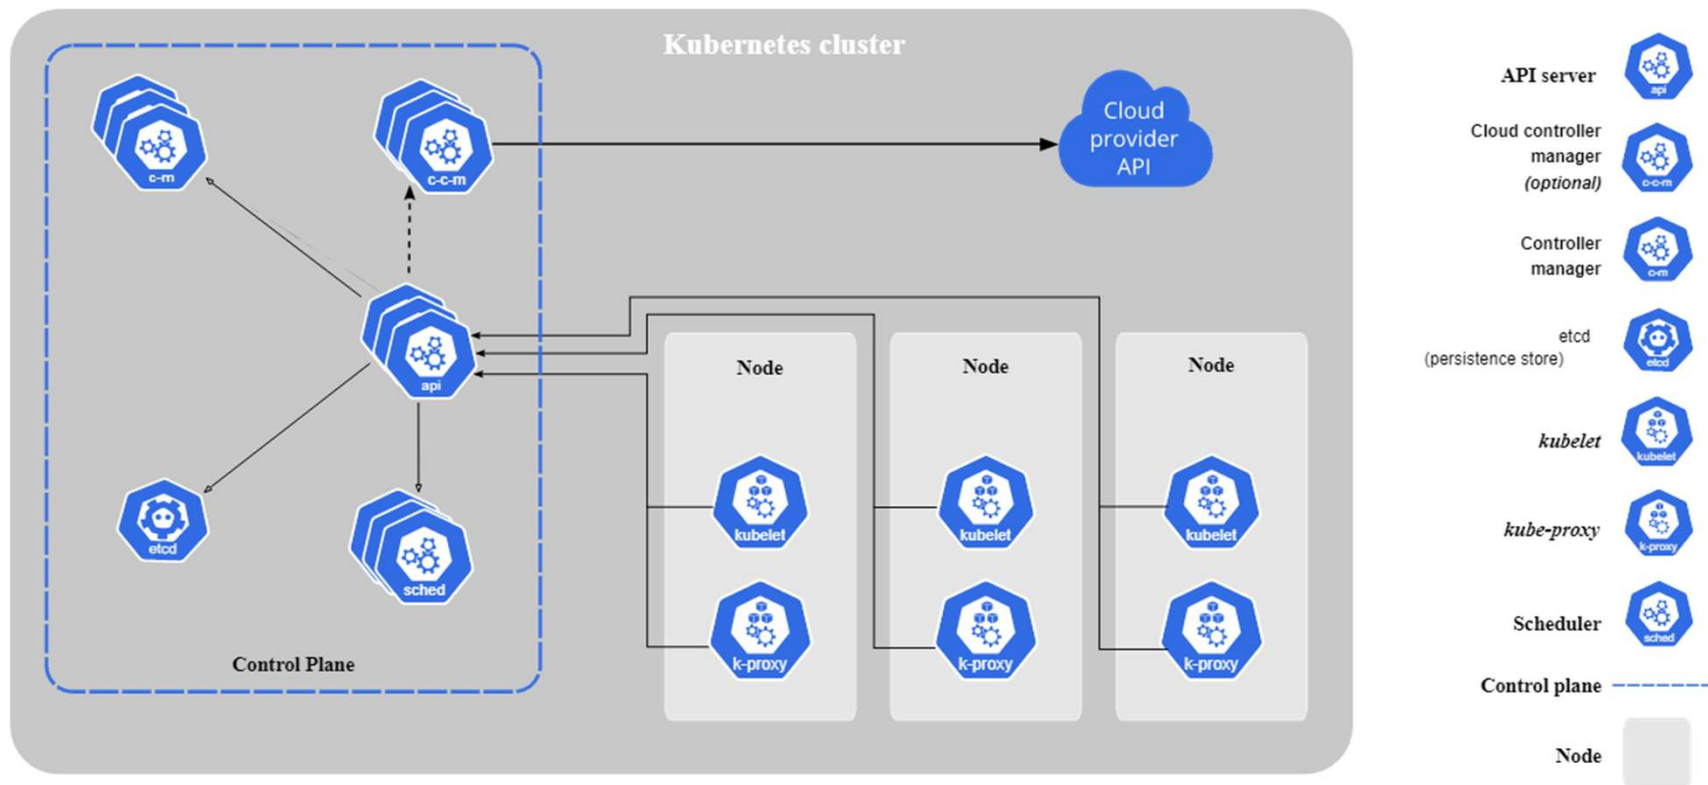 Kubernetes cluster
c-m
c-c-m
Cloud
provider
API
api
etcd
sched
Control Plane
Node
kubelet
k-proxy
Node
kubelet
k-proxy
Node
kubelet
k-proxy
API server
api
Cloud controller
manager
(optional)
c-c-m
Controller
manager
c-m
etcd
(persistence store)
etcd
kubelet
kubelet
kube-proxy
k-proxy
Scheduler
sched
Control plane
Node